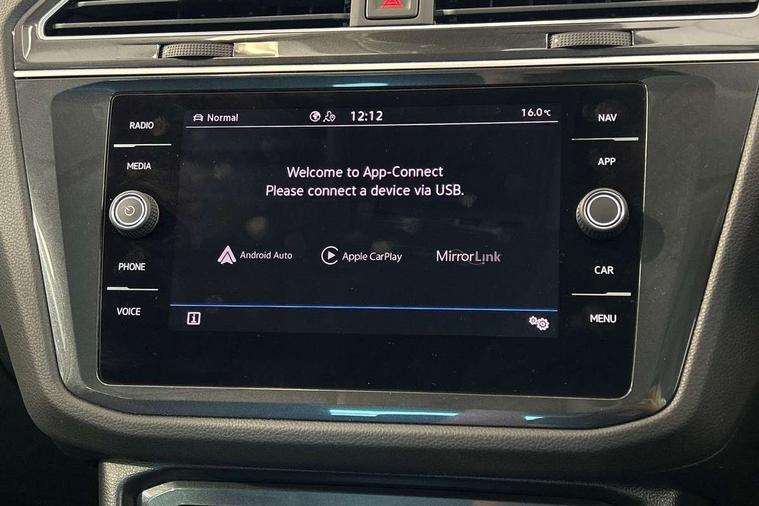 RADIO
MEDIA
PHONE
VOICE
Normal
12:12
16.0°C
Welcome to App-Connect
Please connect a device via USB.
Android Auto
Apple CarPlay
MirrorLink
NAV
APP
CAR
MENU